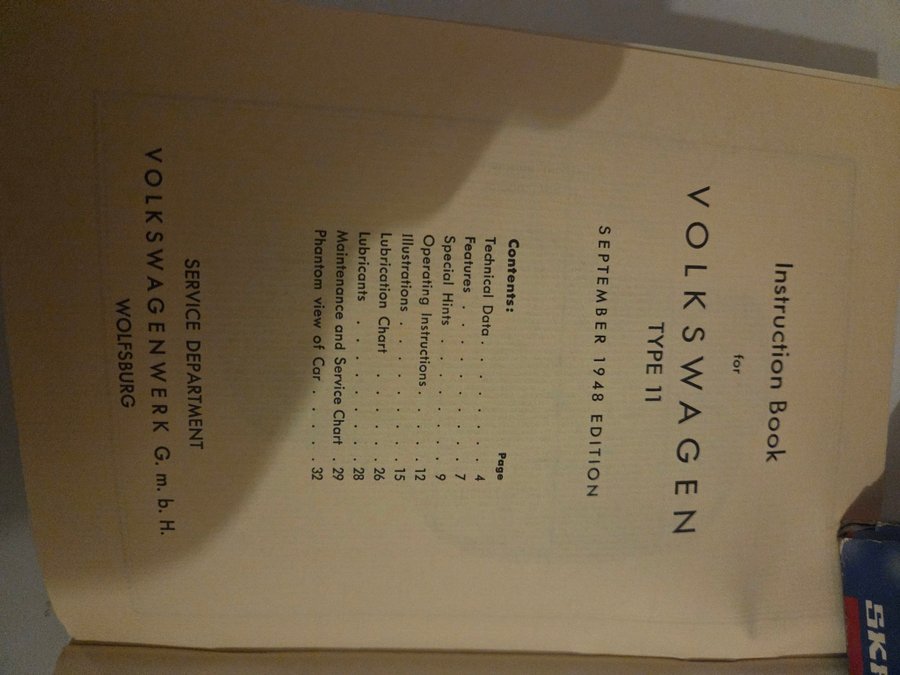 Instruction Book
for
VOLKSWAGEN
TYPE 11
SEPTEMBER 1948 EDITION
Contents:
Page
Technical Data . . . . . . . 4
Features . . . . . . . . 7
Special Hints . . . . . . . 9
Operating Instructions . . . . 12
Illustrations . . . . . . . 15
Lubrication Chart . . . . . 26
Lubricants . . . . . . . 28
Maintenance and Service Chart . 29
Phantom view of Car . . . . 32
SERVICE DEPARTMENT
VOLKSWAGENWERK G. m. b. H.
WOLFSBURG